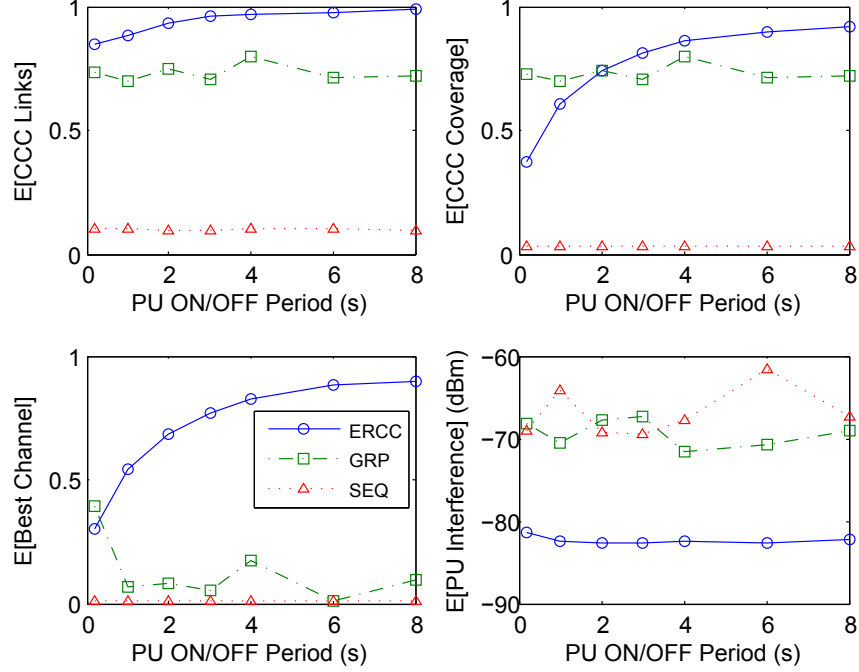 1
0.5
0
E[CCC Links]
0 2 4 6 8
PU ON/OFF Period (s)
1
0.5
0
E[CCC Coverage]
0 2 4 6 8
PU ON/OFF Period (s)
1
0.5
0
E[Best Channel]
ERCC
GRP
SEQ
0 2 4 6 8
PU ON/OFF Period (s)
−60
−70
−80
−90
E[PU Interference] (dBm)
0 2 4 6 8
PU ON/OFF Period (s)